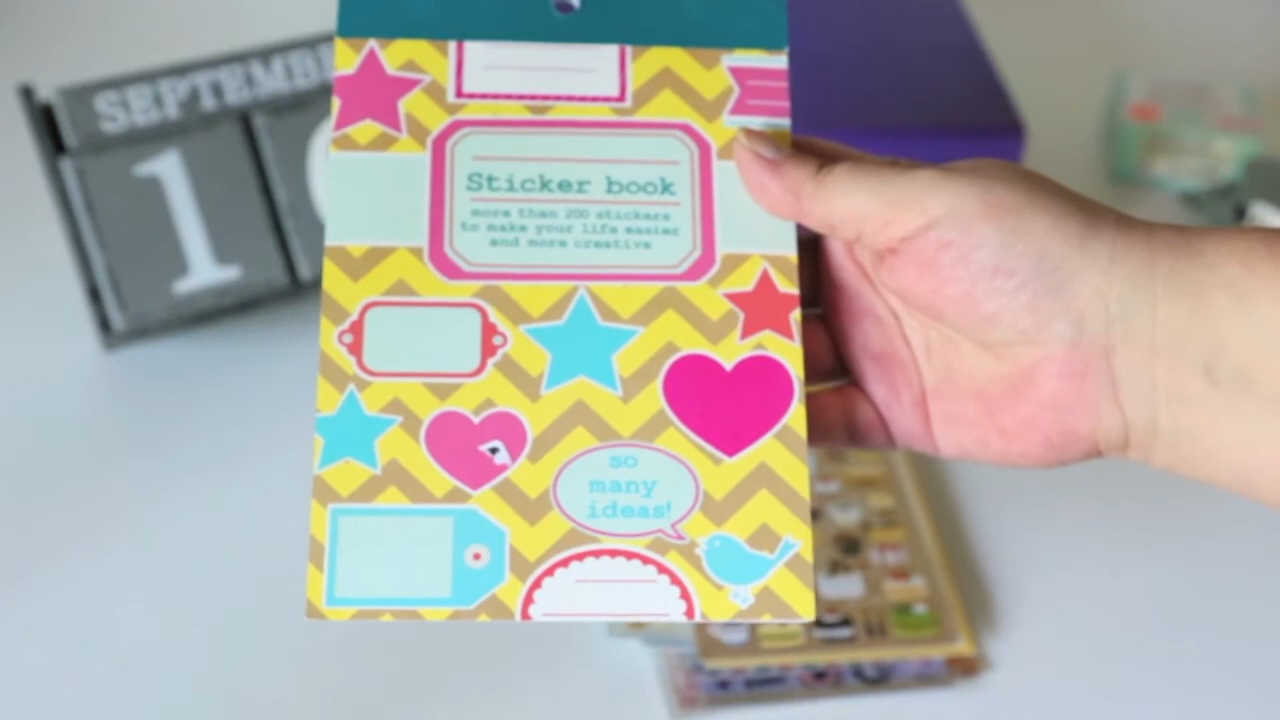 SEPTEMB
1
Sticker book
more than 200 stickers
to make your life easier
and more creative
so
many
ideas!